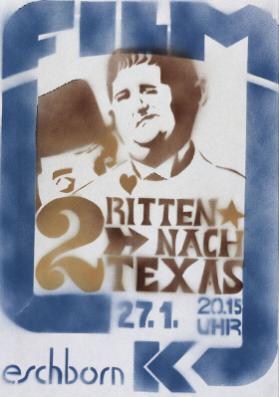 FILM
2 RITTEN
NACH
TEXAS
27.1. 20.15
UHR
eschborn K